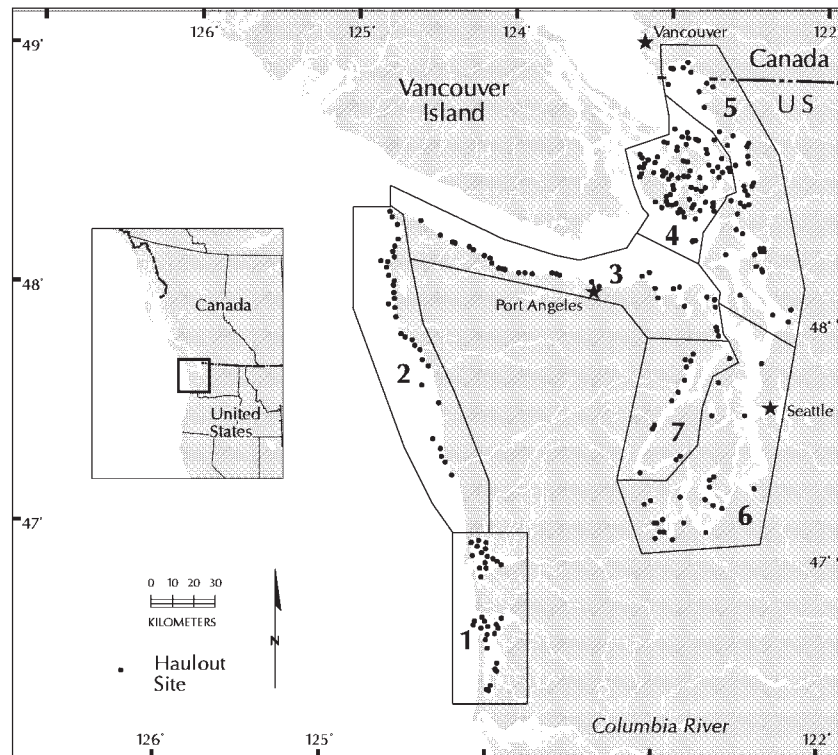 126°
125°
124°
123°
122°
49°
Vancouver
Canada
US
Vancouver
Island
5
4
48°
3
Port Angeles
48°
Canada
2
United
States
7
Seattle
6
47°
47°
0 10 20 30
KILOMETERS
N
1
Haulout
Site
Columbia River
126°
125°
122°